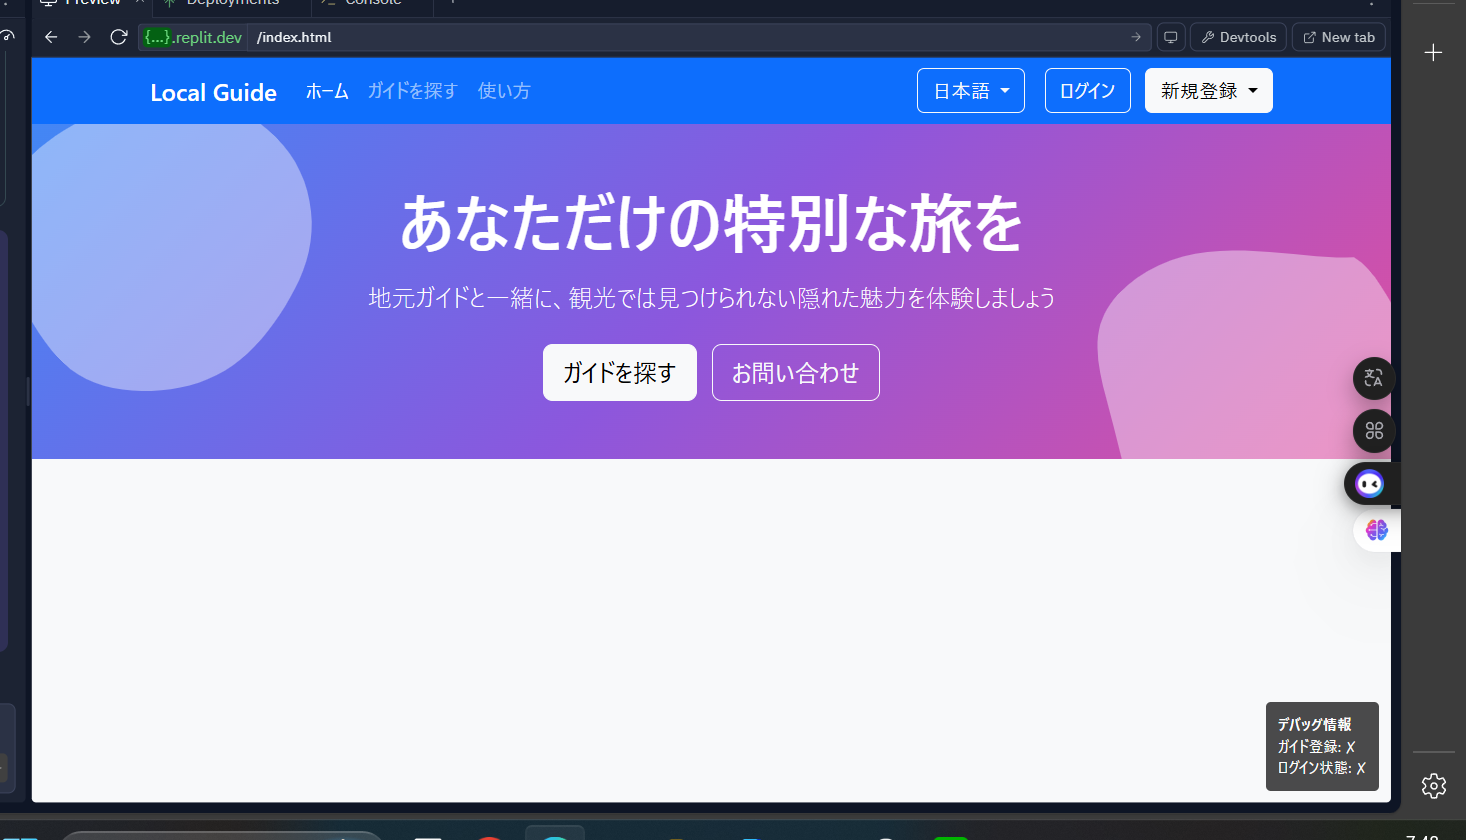 Preview
Deployments
Console
{...}.replit.dev
/index.html
Devtools
New tab
Local Guide
ホーム
ガイドを探す
使い方
日本語
ログイン
新規登録
あなただけの特別な旅を
地元ガイドと一緒に、観光では見つけられない隠れた魅力を体験しましょう
ガイドを探す
お問い合わせ
デバッグ情報
ガイド登録: ✗
ログイン状態: ✗